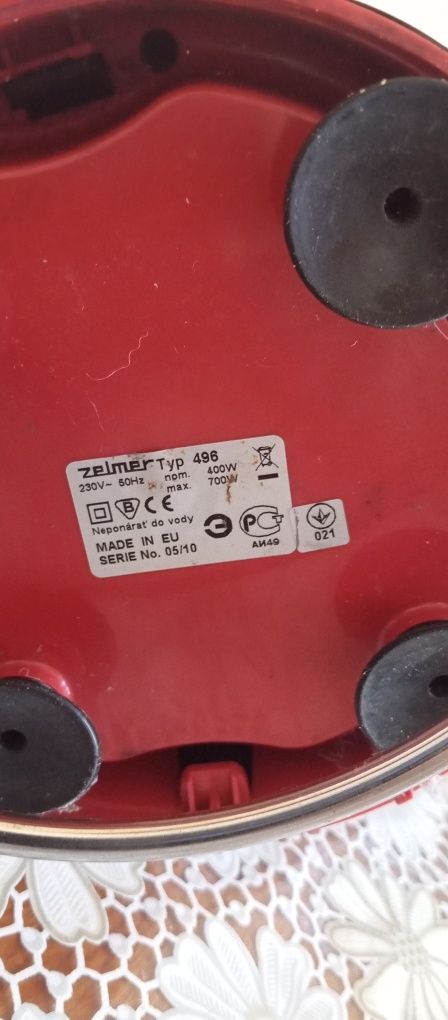 zelmer Typ 496
230V~ 50Hz nom. 400W
max. 700W
B CE
Neponárať do vody
MADE IN EU
SERIE No. 05/10
АИ49
021